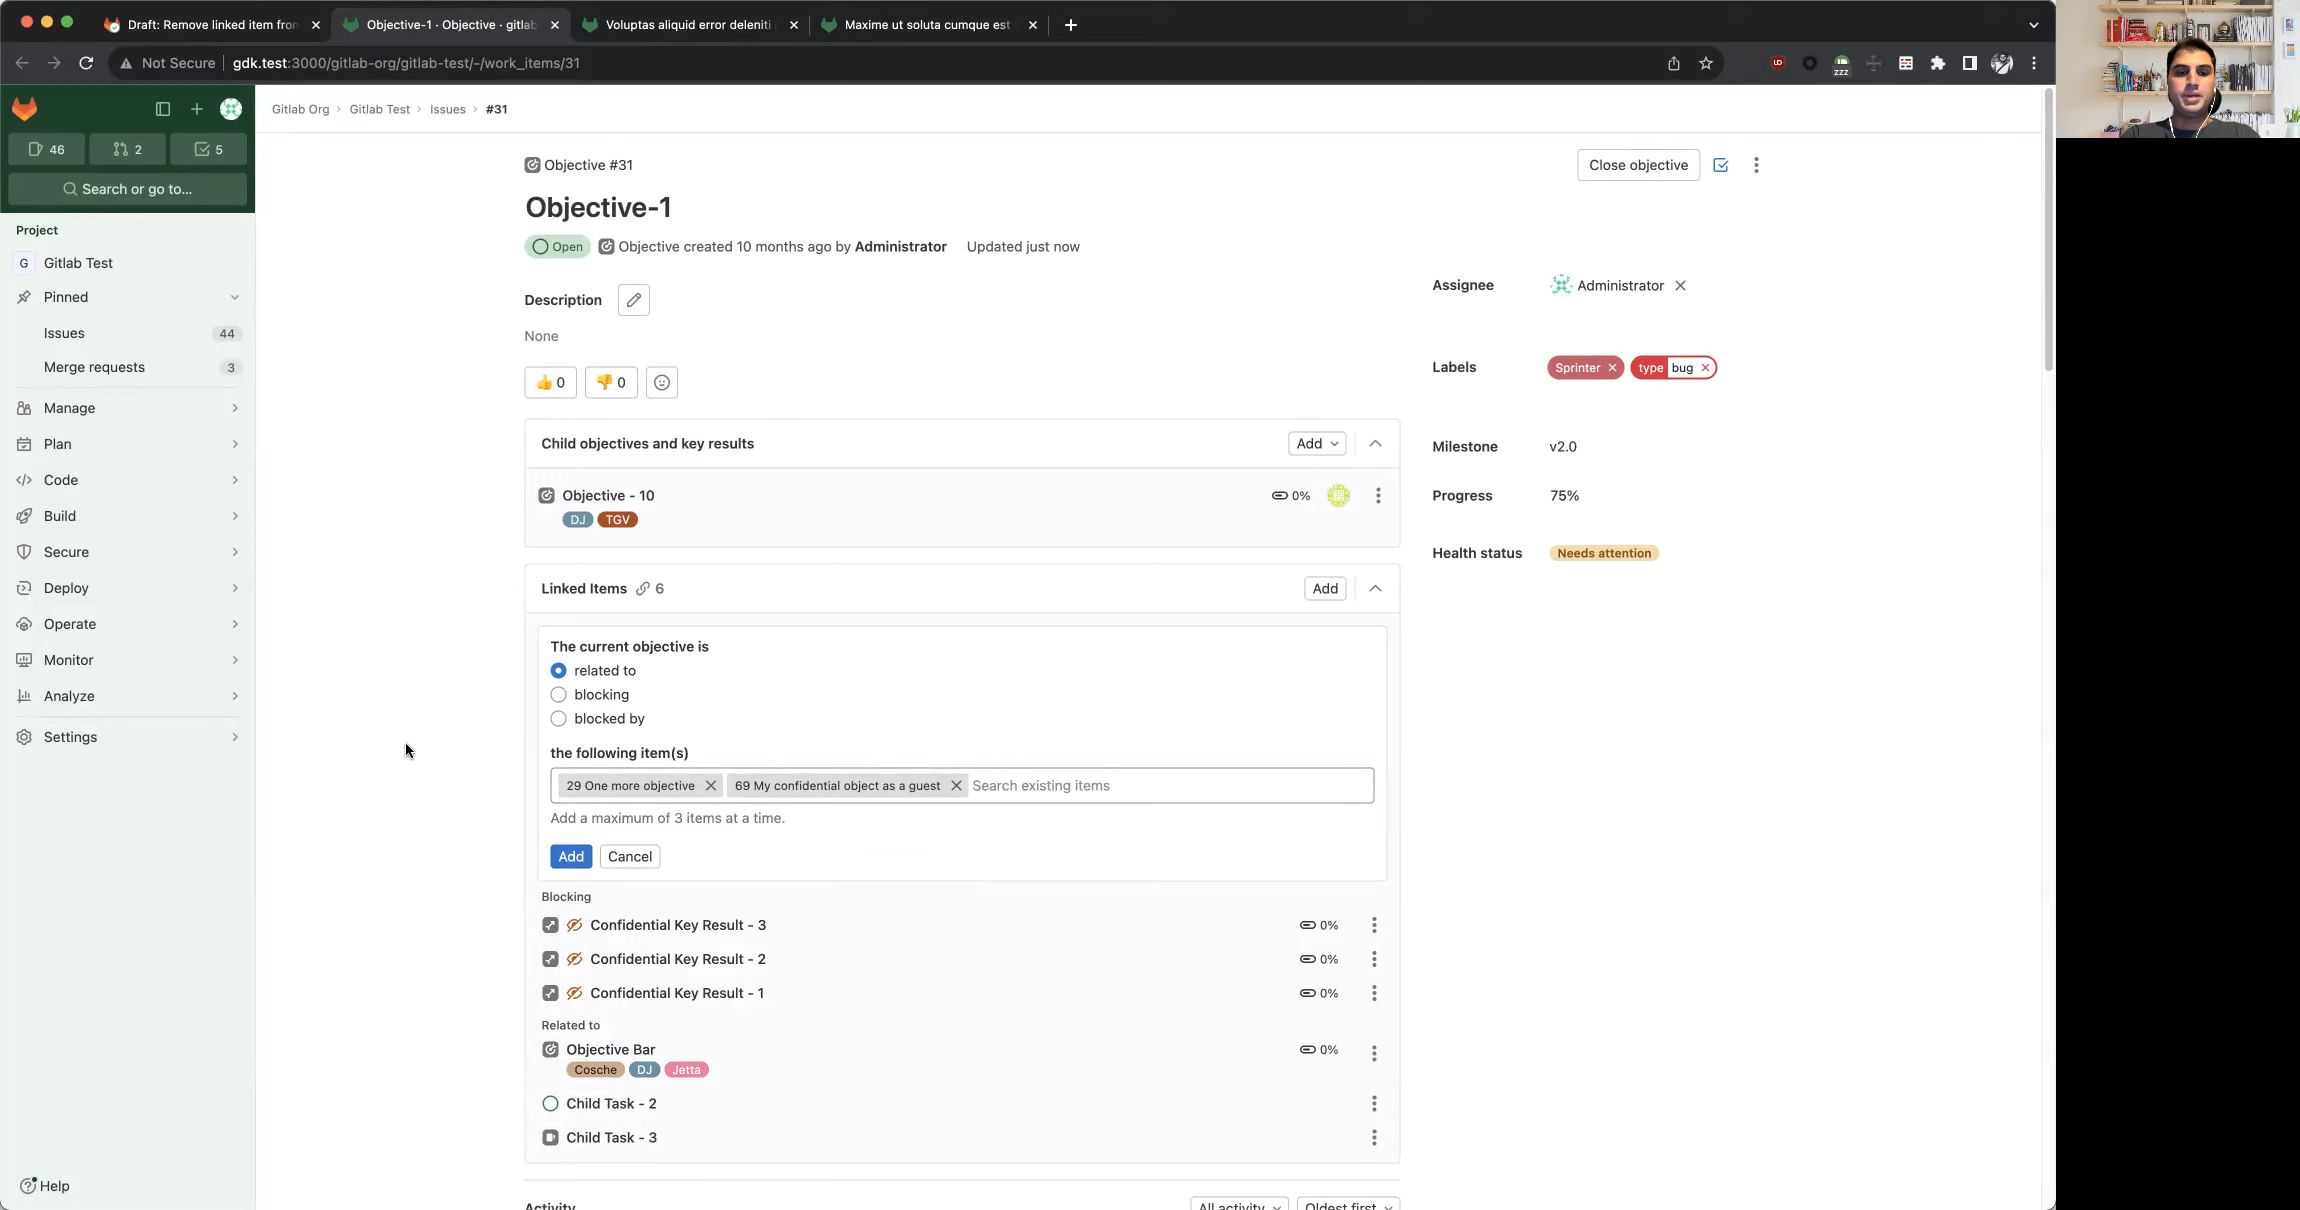 Draft: Remove linked item from
Objective-1 · Objective · gitlab
Voluptas aliquid error deleniti
Maxime ut soluta cumque est
Not Secure
gdk.test:3000/gitlab-org/gitlab-test/-/work_items/31
UD
zzz
46
2
5
Search or go to...
Project
G Gitlab Test
Pinned
Issues 44
Merge requests 3
Manage
Plan
Code
Build
Secure
Deploy
Operate
Monitor
Analyze
Settings
Help
Gitlab Org › Gitlab Test › Issues › #31
Objective #31
Close objective
Objective-1
Open Objective created 10 months ago by Administrator Updated just now
Description
None
👍 0 👎 0
Assignee Administrator
Labels Sprinter × type bug ×
Milestone v2.0
Progress 75%
Health status Needs attention
Child objectives and key results Add
Objective - 10 0%
DJ TGV
Linked Items 6 Add
The current objective is
related to
blocking
blocked by
the following item(s)
29 One more objective × 69 My confidential object as a guest × Search existing items
Add a maximum of 3 items at a time.
Add Cancel
Blocking
Confidential Key Result - 3 0%
Confidential Key Result - 2 0%
Confidential Key Result - 1 0%
Related to
Objective Bar 0%
Cosche DJ Jetta
Child Task - 2
Child Task - 3
Activity All activity Oldest first